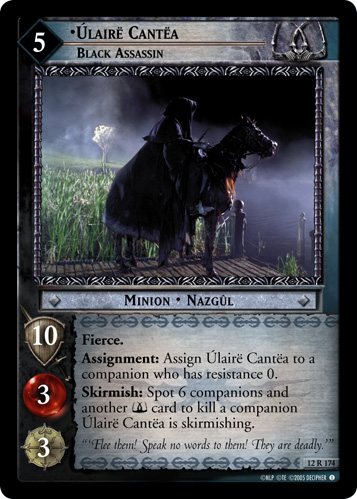 5
•Úlairë Cantëa
Black Assassin
Minion • Nazgûl
10
3
3
Fierce.
Assignment: Assign Úlairë Cantëa to a
companion who has resistance 0.
Skirmish: Spot 6 companions and
another card to kill a companion
Úlairë Cantëa is skirmishing.
“‘Flee them! Speak no words to them! They are deadly.’”
12 R 174
©NLP ©TE ©2005 DECIPHER